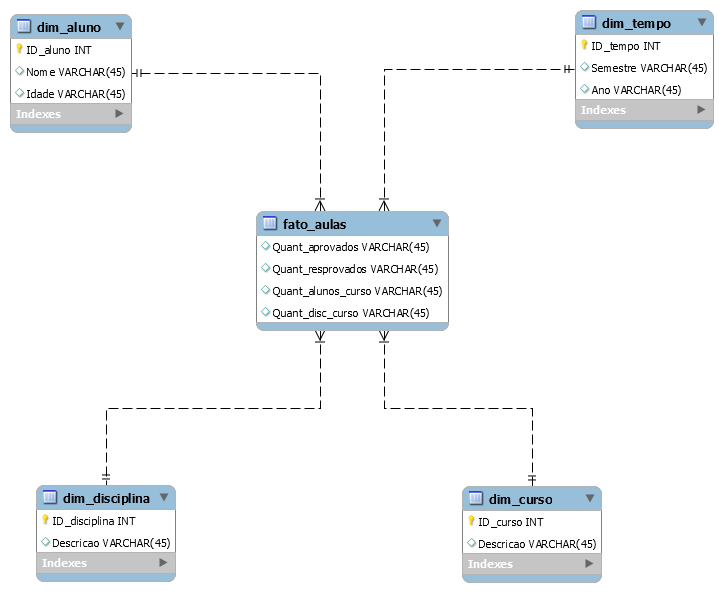 dim_aluno
ID_aluno INT
Nome VARCHAR(45)
Idade VARCHAR(45)
Indexes
dim_tempo
ID_tempo INT
Semestre VARCHAR(45)
Ano VARCHAR(45)
Indexes
fato_aulas
Quant_aprovados VARCHAR(45)
Quant_resprovados VARCHAR(45)
Quant_alunos_curso VARCHAR(45)
Quant_disc_curso VARCHAR(45)
dim_disciplina
ID_disciplina INT
Descricao VARCHAR(45)
Indexes
dim_curso
ID_curso INT
Descricao VARCHAR(45)
Indexes